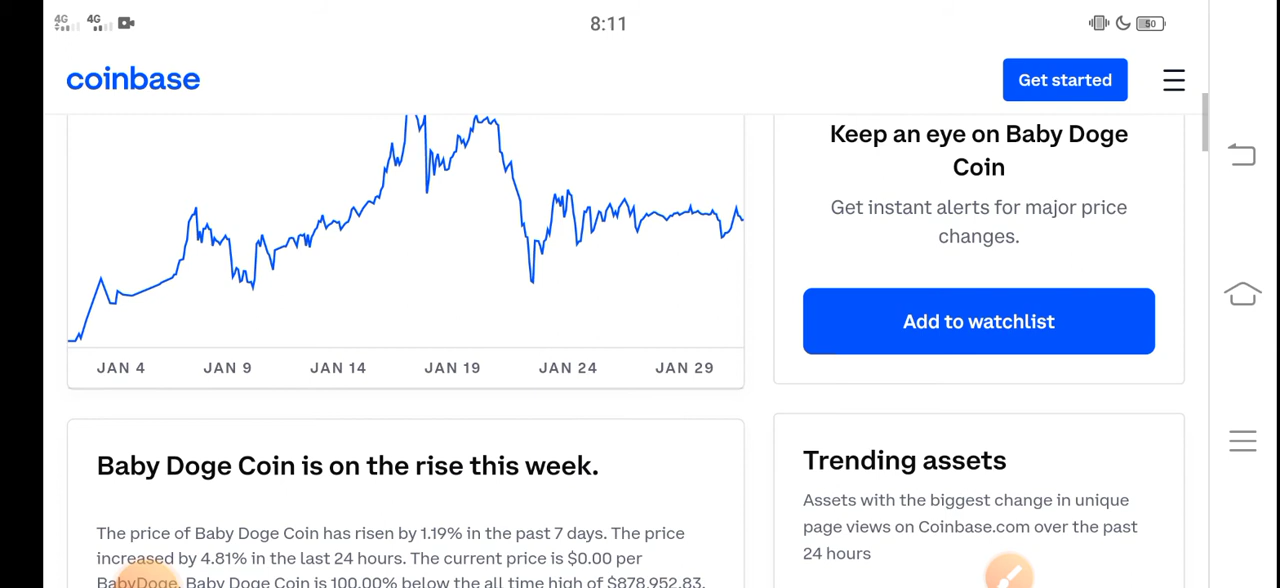 4G 4G 8:11 50
coinbase
Get started
JAN 4 JAN 9 JAN 14 JAN 19 JAN 24 JAN 29
Keep an eye on Baby Doge
Coin
Get instant alerts for major price
changes.
Add to watchlist
Baby Doge Coin is on the rise this week.
The price of Baby Doge Coin has risen by 1.19% in the past 7 days. The price
increased by 4.81% in the last 24 hours. The current price is $0.00 per
BabyDoge. Baby Doge Coin is 100.00% below the all time high of $878,952.83.
Trending assets
Assets with the biggest change in unique
page views on Coinbase.com over the past
24 hours